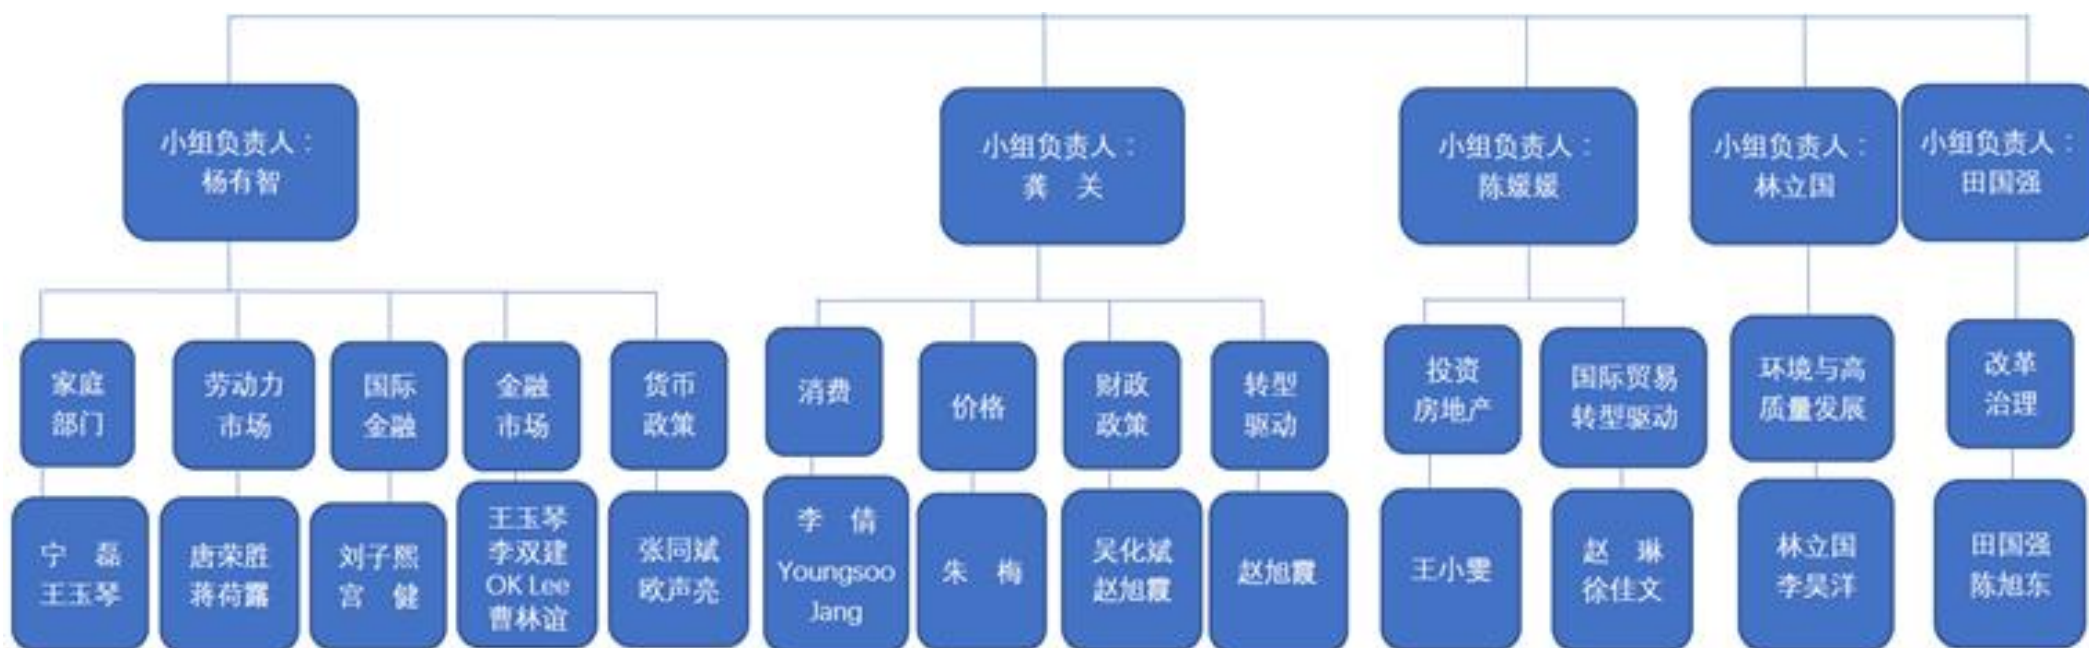 小组负责人：
杨有智
小组负责人：
龚 关
小组负责人：
陈媛媛
小组负责人：
林立国
小组负责人：
田国强
家庭
部门
劳动力
市场
国际
金融
金融
市场
货币
政策
消费
价格
财政
政策
转型
驱动
投资
房地产
国际贸易
转型驱动
环境与高
质量发展
改革
治理
宁 磊
王玉琴
唐荣胜
蒋荷露
刘子熙
宫 健
王玉琴
李双建
OK Lee
曹林谊
张同斌
欧声亮
李 倩
Youngsoo
Jang
朱 梅
吴化斌
赵旭霞
赵旭霞
王小雯
赵 琳
徐佳文
林立国
李昊洋
田国强
陈旭东